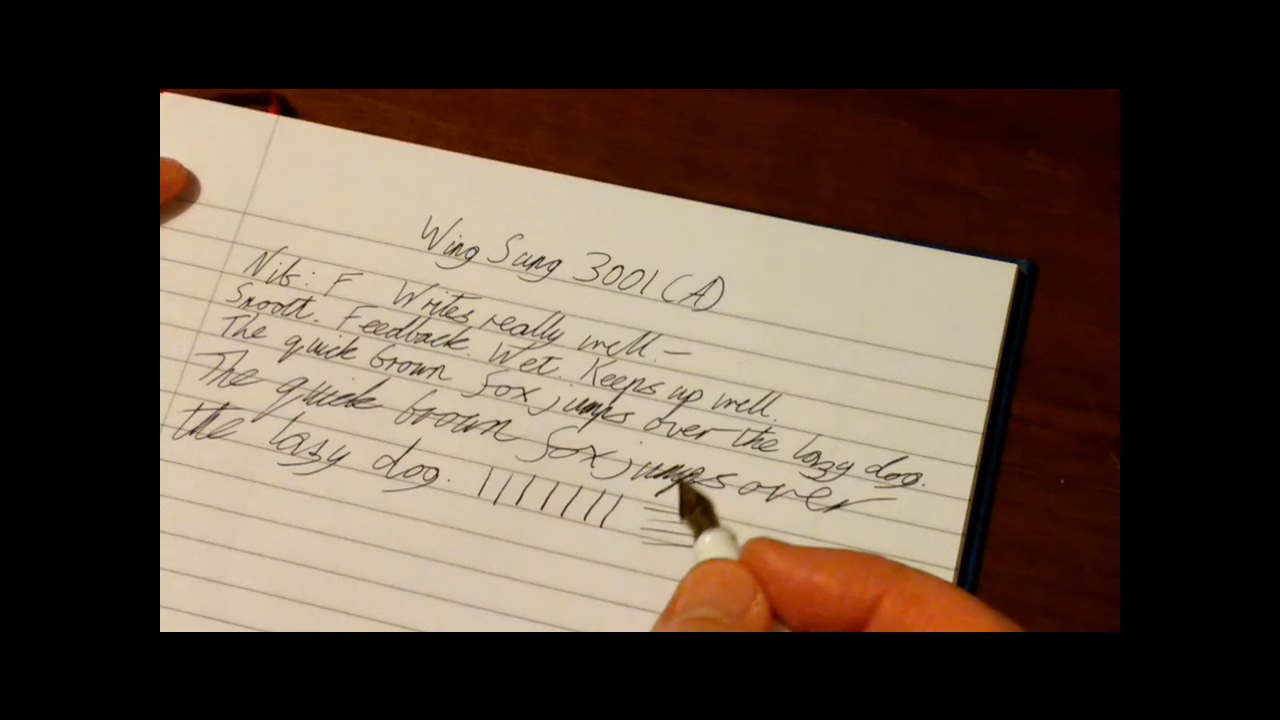 Wing Sung 3001 (A)
Nib: F Writes really well. —
Smooth. Feedback. Wet. Keeps up well.
The quick brown fox jumps over the lazy dog.
The quick brown fox jumps over
the lazy dog.